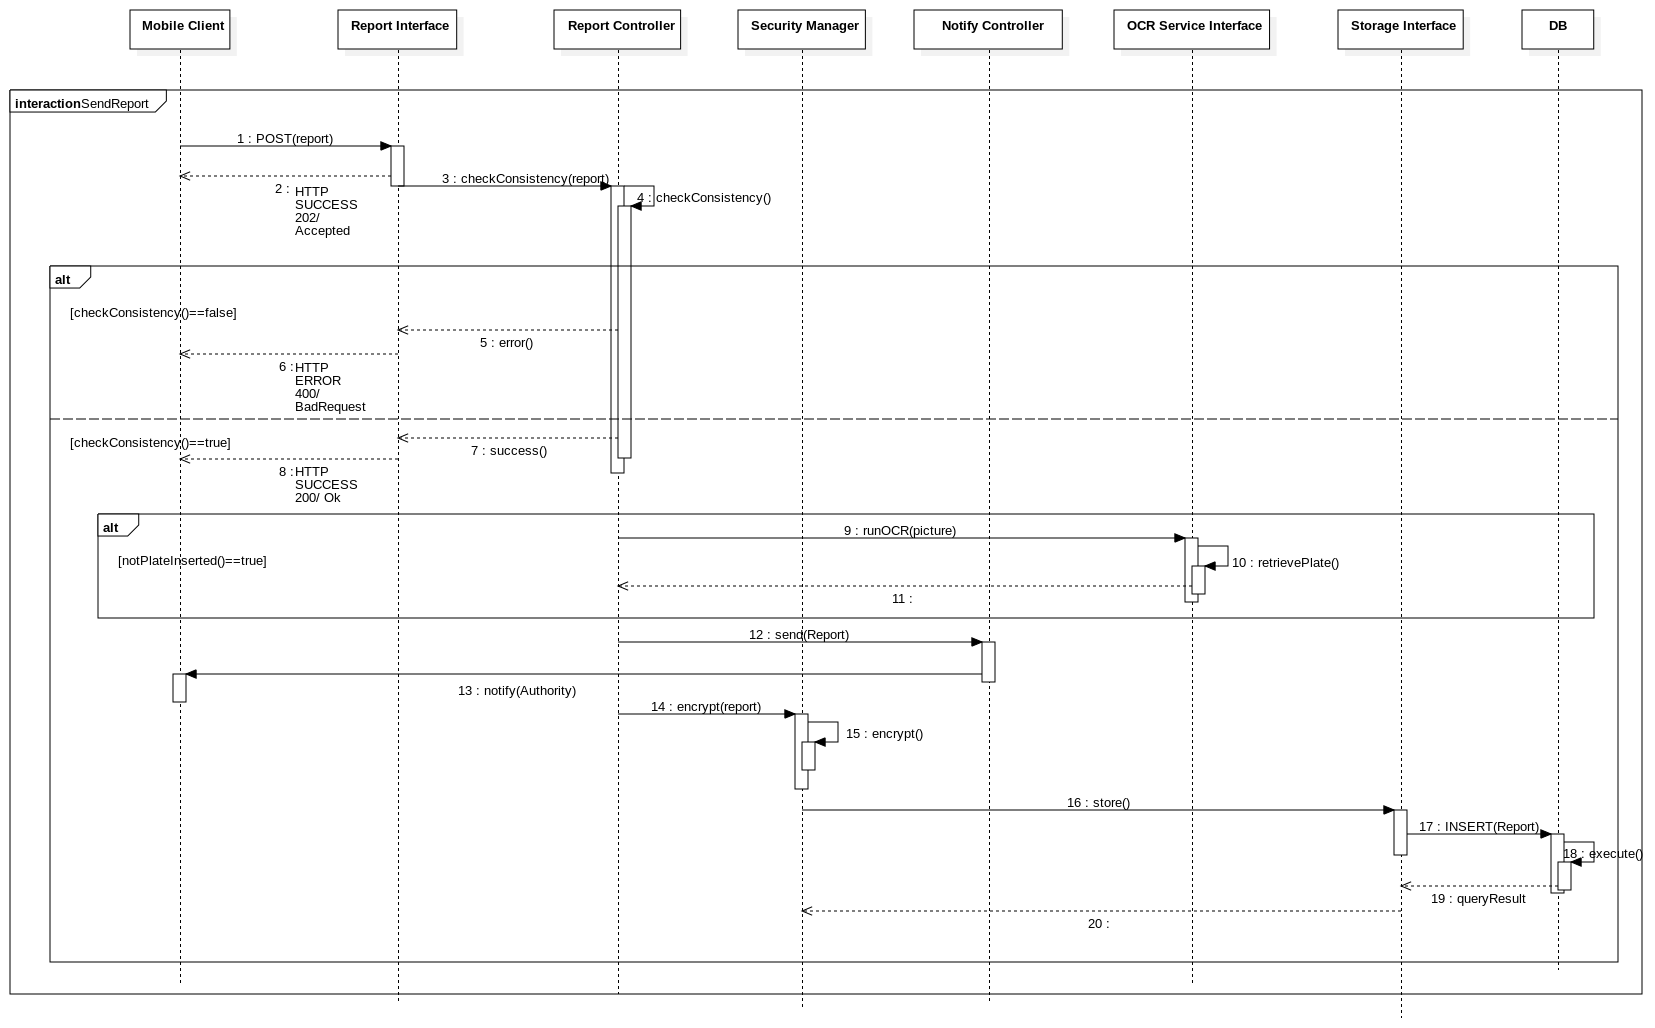 Mobile Client
Report Interface
Report Controller
Security Manager
Notify Controller
OCR Service Interface
Storage Interface
DB
interactionSendReport
1 : POST(report)
2 :
HTTP
SUCCESS
202/
Accepted
3 : checkConsistency(report)
4 : checkConsistency()
alt
[checkConsistency()==false]
5 : error()
6 :
HTTP
ERROR
400/
BadRequest
[checkConsistency()==true]
7 : success()
8 :
HTTP
SUCCESS
200/ Ok
alt
[notPlateInserted()==true]
9 : runOCR(picture)
10 : retrievePlate()
11 :
12 : send(Report)
13 : notify(Authority)
14 : encrypt(report)
15 : encrypt()
16 : store()
17 : INSERT(Report)
18 : execute()
19 : queryResult
20 :